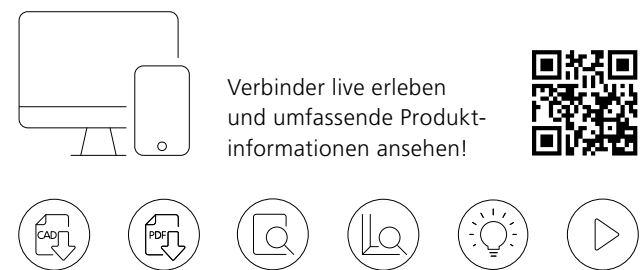 Verbinder live erleben
und umfassende Produkt-
informationen ansehen!
CAD
PDF